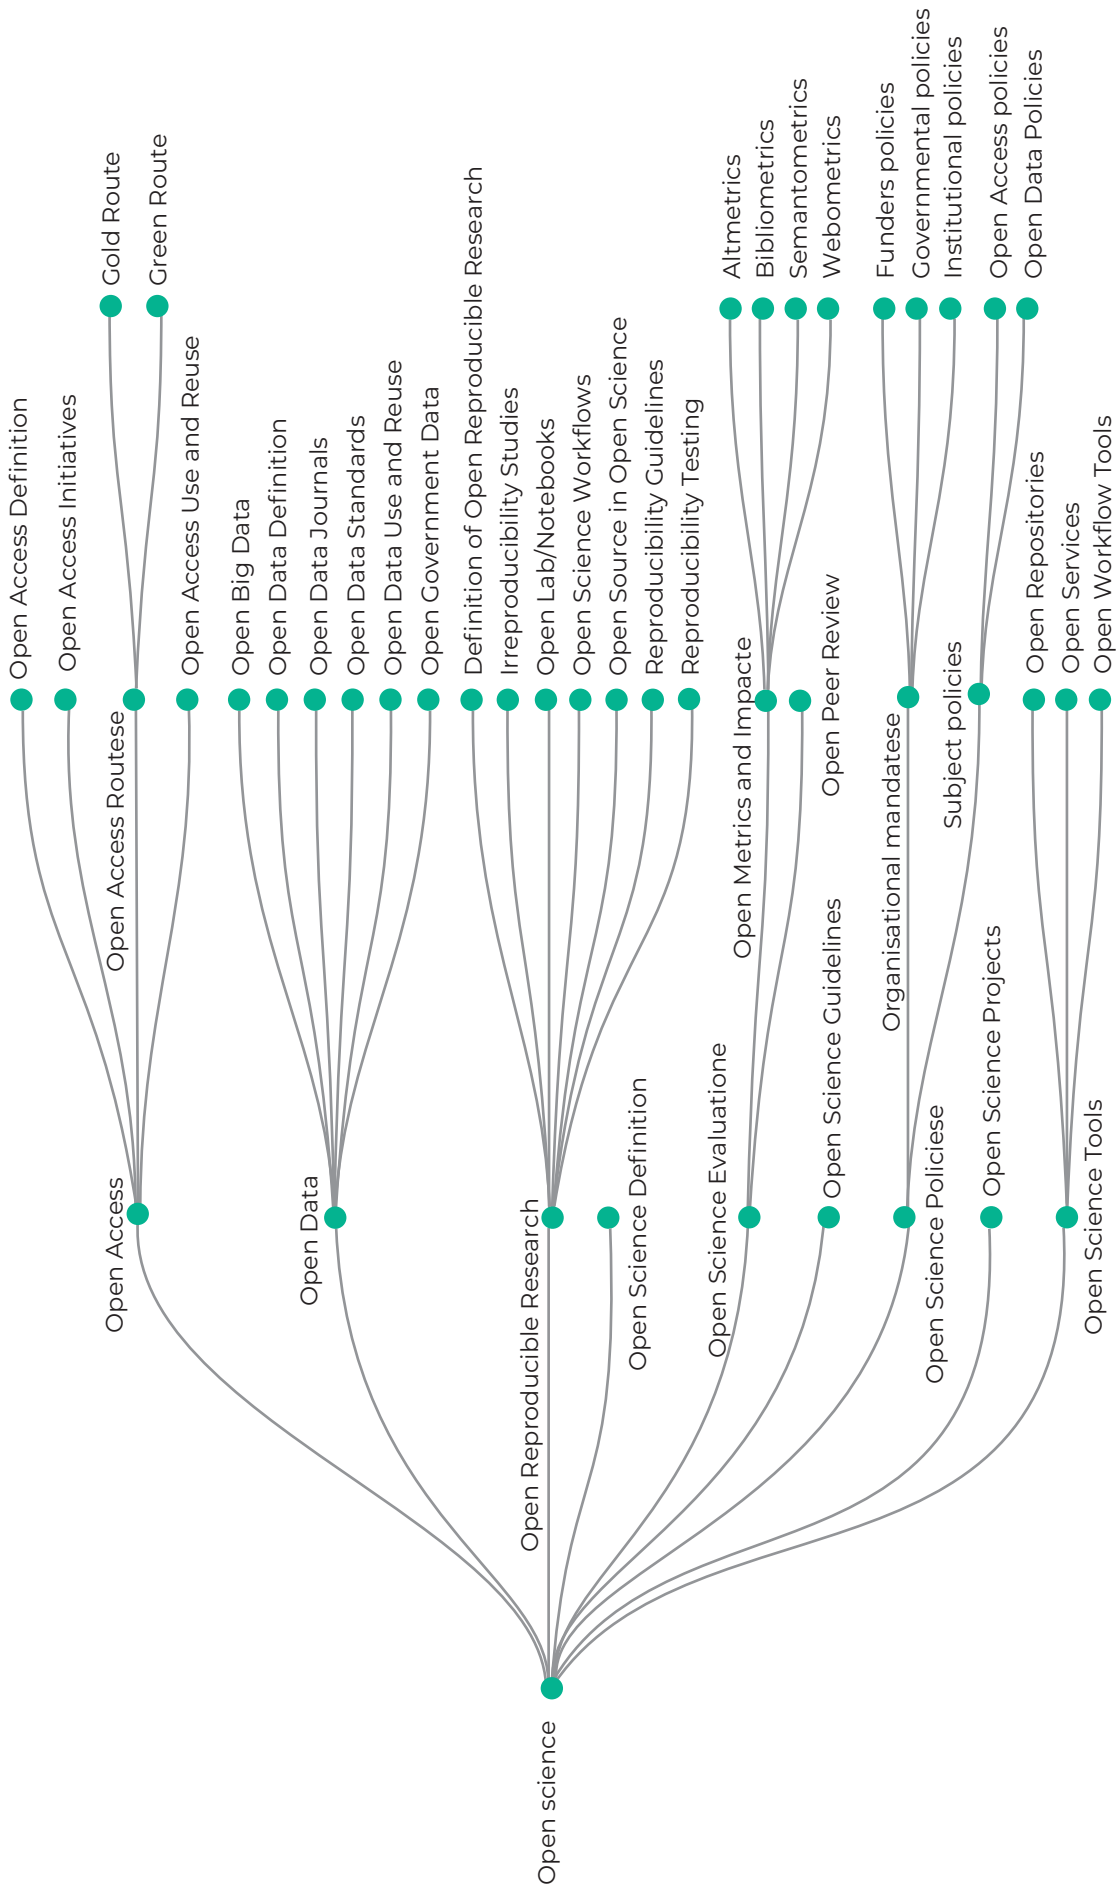 Open science
Open Access
Open Access Definition
Open Access Initiatives
Open Access Routese
Gold Route
Green Route
Open Access Use and Reuse
Open Data
Open Big Data
Open Data Definition
Open Data Journals
Open Data Standards
Open Data Use and Reuse
Open Government Data
Open Reproducible Research
Definition of Open Reproducible Research
Irreproducibility Studies
Open Lab/Notebooks
Open Science Workflows
Open Source in Open Science
Reproducibility Guidelines
Reproducibility Testing
Open Science Definition
Open Science Evaluatione
Open Metrics and Impacte
Altmetrics
Bibliometrics
Semantometrics
Webometrics
Open Peer Review
Open Science Guidelines
Open Science Policiese
Organisational mandatese
Funders policies
Governmental policies
Institutional policies
Subject policies
Open Access policies
Open Data Policies
Open Science Projects
Open Science Tools
Open Repositories
Open Services
Open Workflow Tools